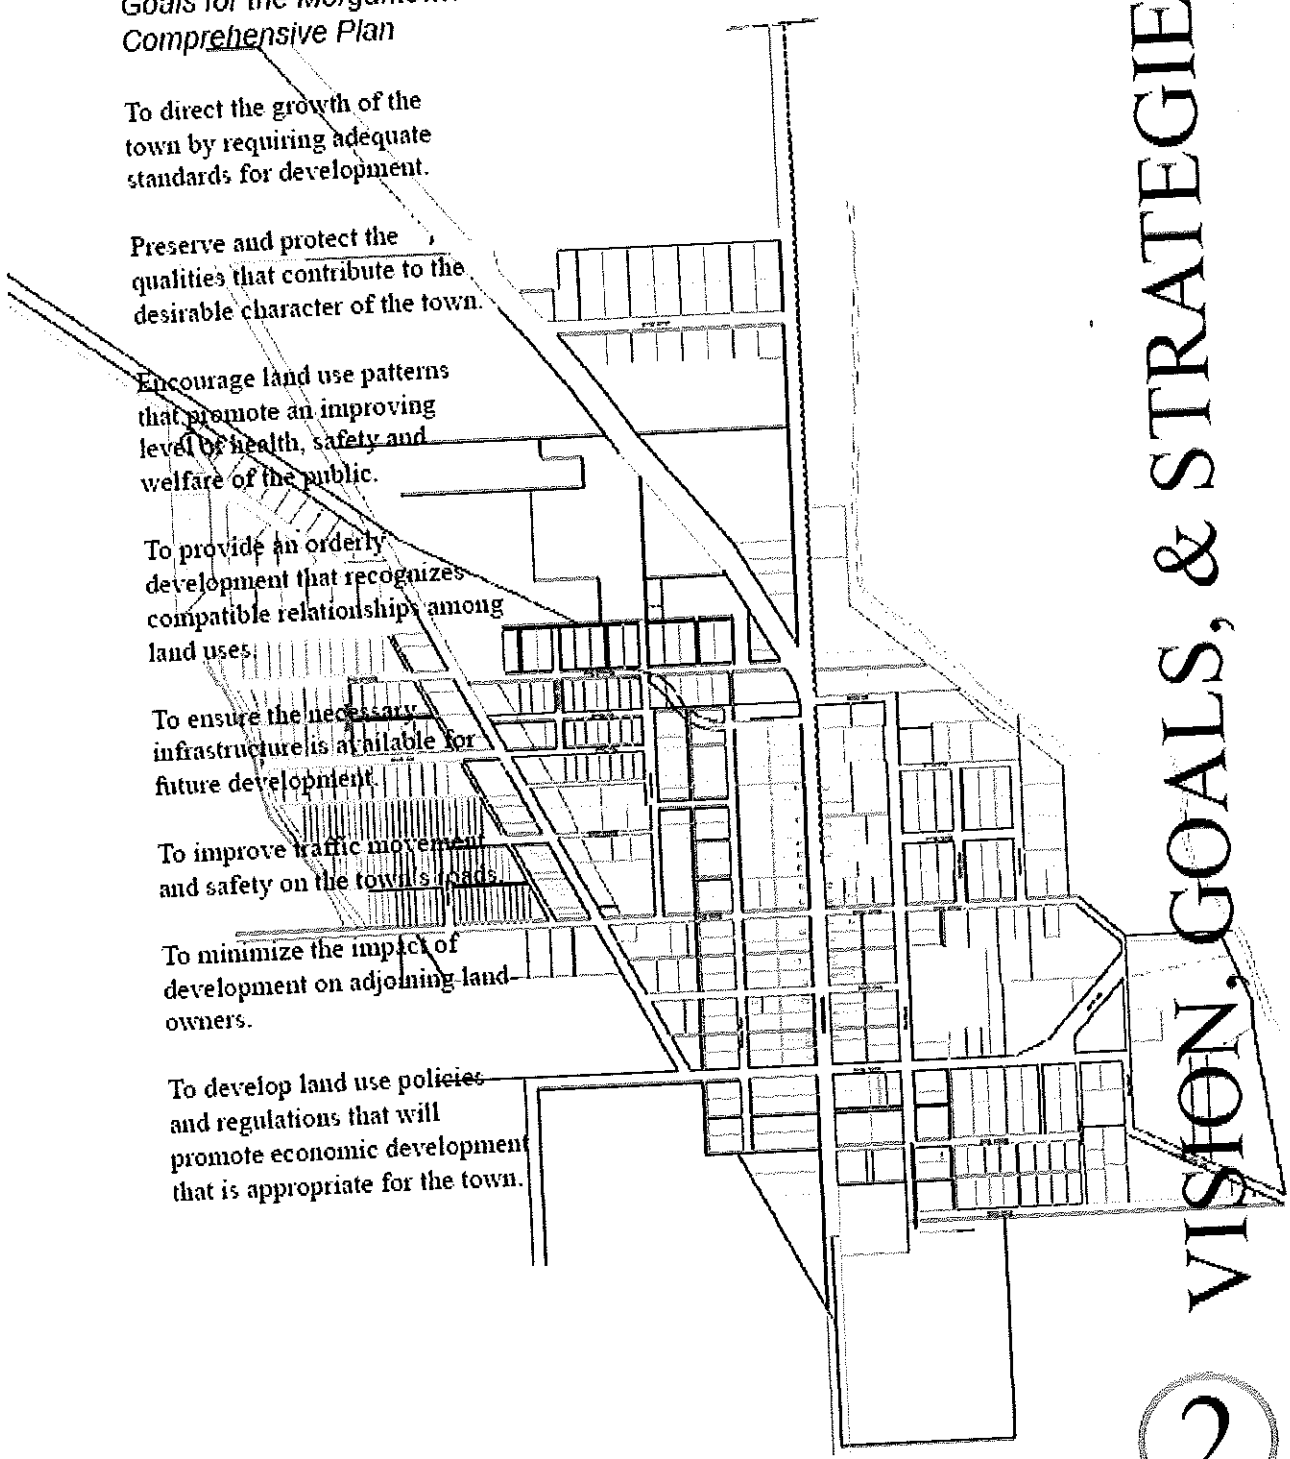 Goals for the Morgantown
Comprehensive Plan
To direct the growth of the
town by requiring adequate
standards for development.
Preserve and protect the
qualities that contribute to the
desirable character of the town.
Encourage land use patterns
that promote an improving
level of health, safety and
welfare of the public.
To provide an orderly
development that recognizes
compatible relationships among
land uses.
To ensure the necessary
infrastructure is available for
future development.
To improve traffic movement
and safety on the town's roads.
To minimize the impact of
development on adjoining land-
owners.
To develop land use policies
and regulations that will
promote economic development
that is appropriate for the town.
VISION, GOALS, & STRATEGIE
2